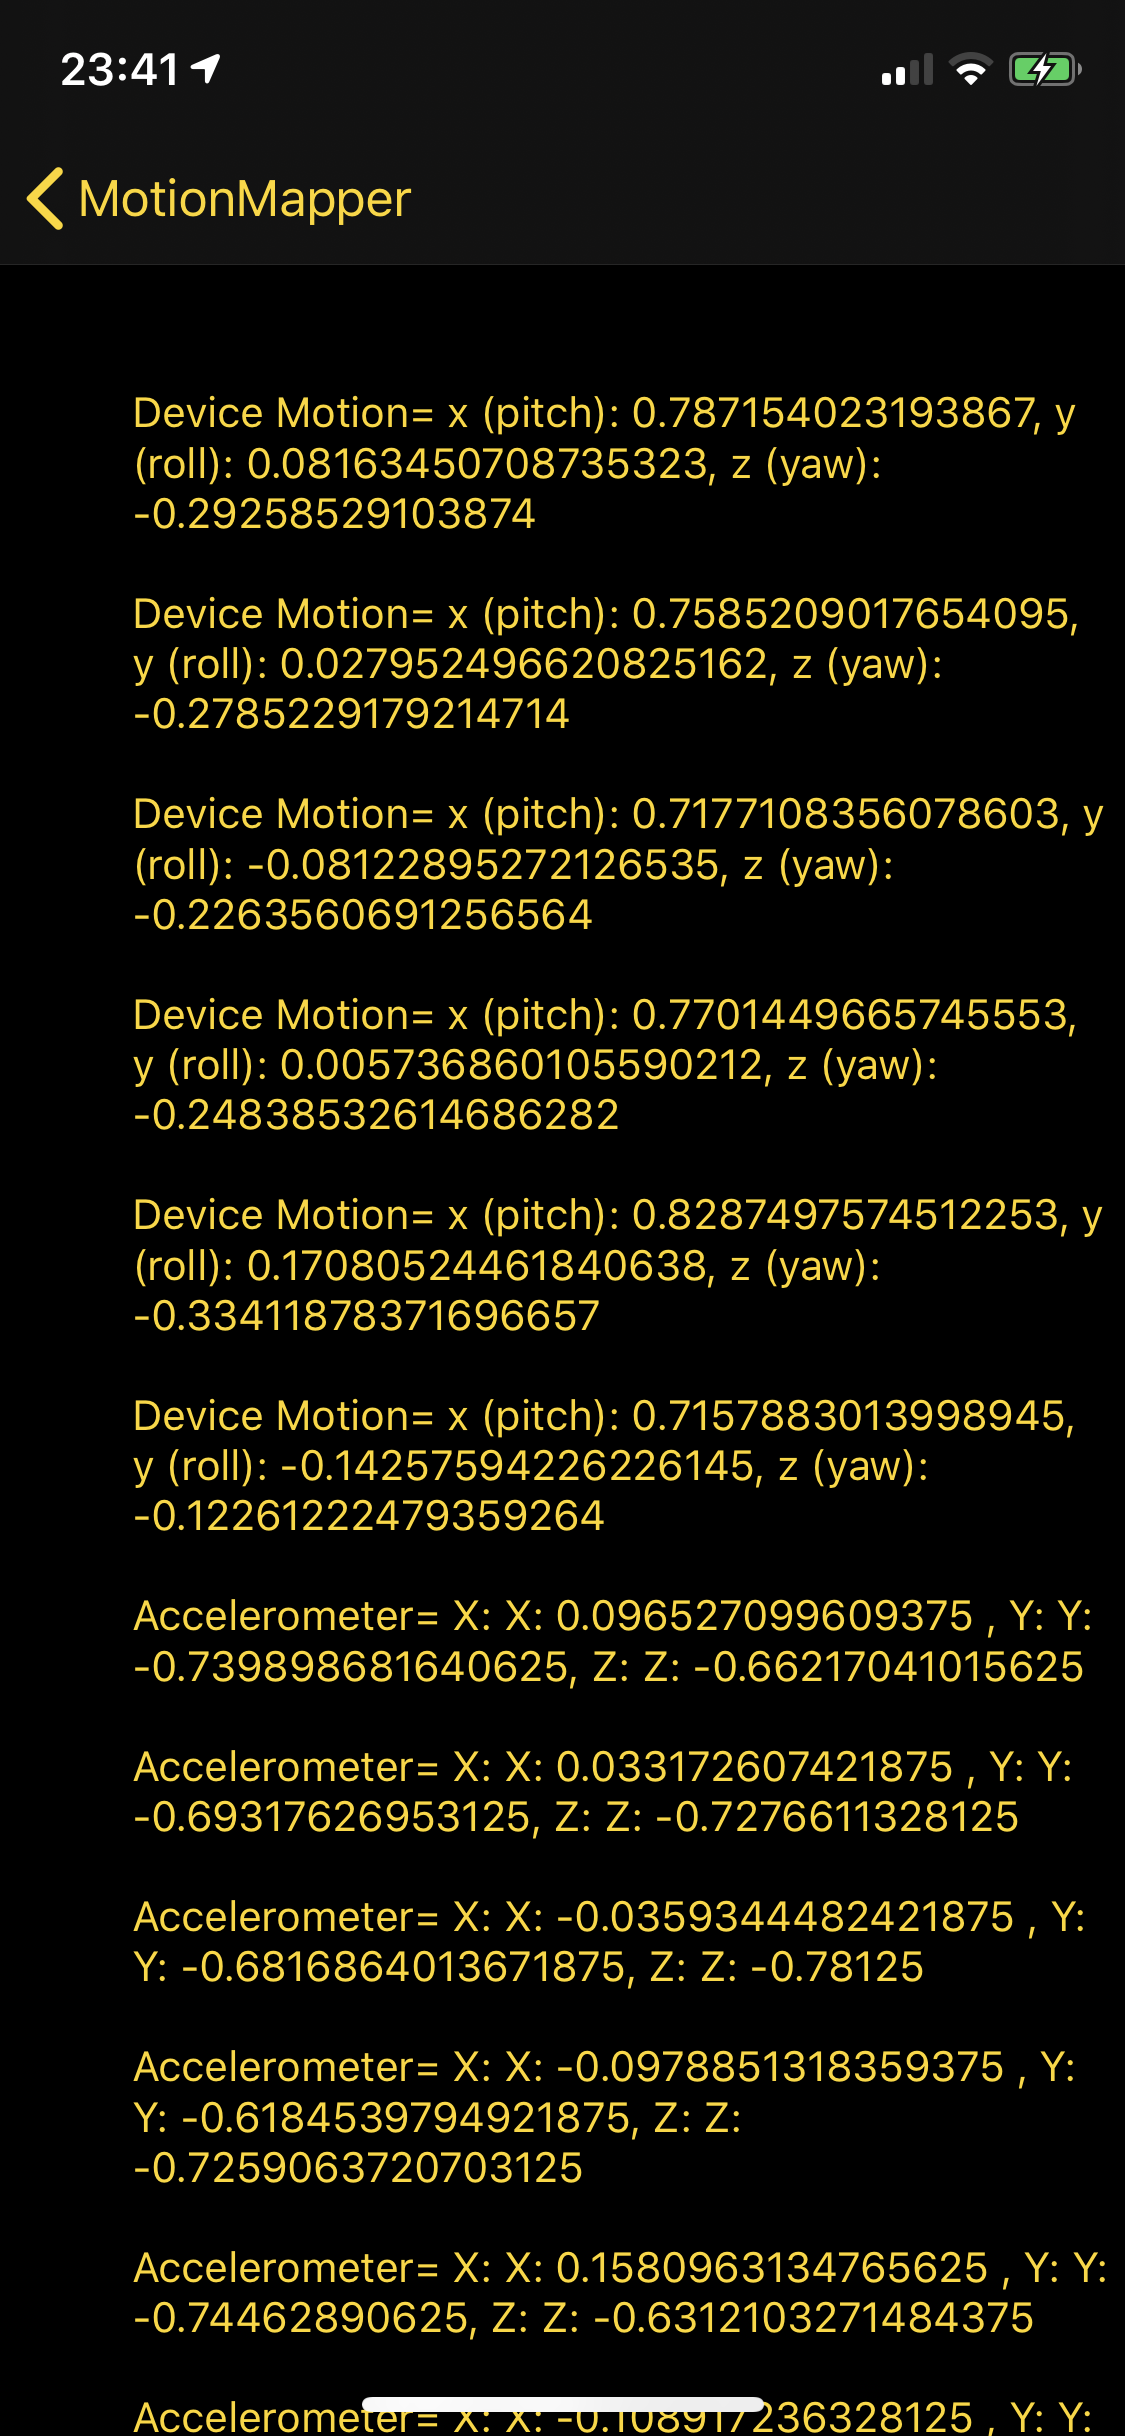 23:41
MotionMapper
Device Motion= x (pitch): 0.787154023193867, y
(roll): 0.08163450708735323, z (yaw):
-0.29258529103874
Device Motion= x (pitch): 0.7585209017654095,
y (roll): 0.027952496620825162, z (yaw):
-0.2785229179214714
Device Motion= x (pitch): 0.7177108356078603, y
(roll): -0.08122895272126535, z (yaw):
-0.2263560691256564
Device Motion= x (pitch): 0.7701449665745553,
y (roll): 0.005736860105590212, z (yaw):
-0.24838532614686282
Device Motion= x (pitch): 0.8287497574512253, y
(roll): 0.17080524461840638, z (yaw):
-0.33411878371696657
Device Motion= x (pitch): 0.7157883013998945,
y (roll): -0.14257594226226145, z (yaw):
-0.12261222479359264
Accelerometer= X: X: 0.096527099609375 , Y: Y:
-0.739898681640625, Z: Z: -0.66217041015625
Accelerometer= X: X: 0.033172607421875 , Y: Y:
-0.69317626953125, Z: Z: -0.7276611328125
Accelerometer= X: X: -0.0359344482421875 , Y:
Y: -0.6816864013671875, Z: Z: -0.78125
Accelerometer= X: X: -0.0978851318359375 , Y:
Y: -0.6184539794921875, Z: Z:
-0.7259063720703125
Accelerometer= X: X: 0.1580963134765625 , Y: Y:
-0.74462890625, Z: Z: -0.6312103271484375
Accelerometer= X: X: -0.108917236328125 , Y: Y: